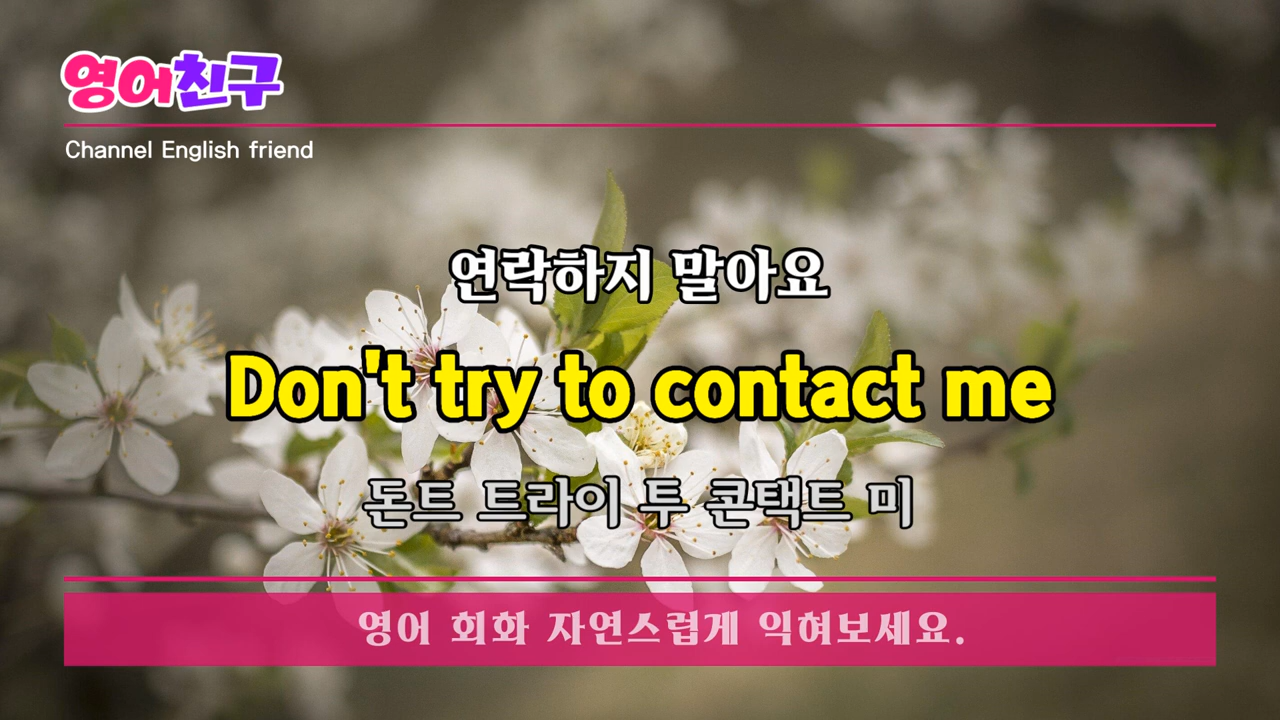 영어친구
Channel English friend
연락하지 말아요
Don't try to contact me
돈트 트라이 투 콘택트 미
영어 회화 자연스럽게 익혀보세요.